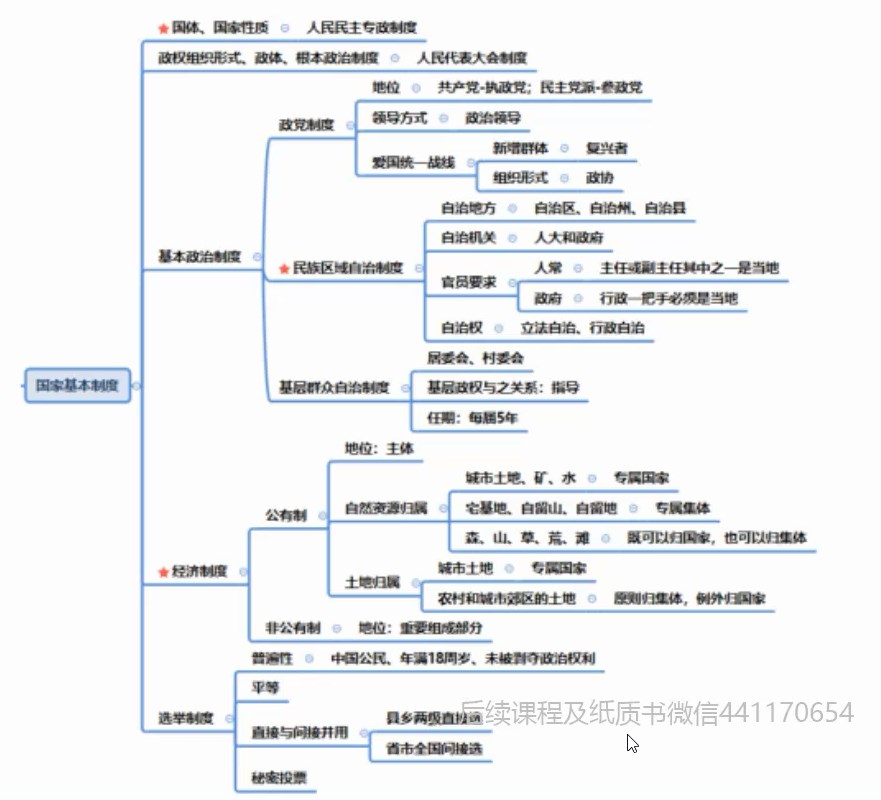 国体、国家性质 人民民主专政制度
政权组织形式、政体、根本政治制度 人民代表大会制度
地位 共产党-执政党；民主党派-参政党
政党制度 领导方式 政治领导
新增群体 复兴者
爱国统一战线
组织形式 政协
自治地方 自治区、自治州、自治县
自治机关 人大和政府
基本政治制度
民族区域自治制度 人常 主任或副主任其中之一是当地
官员要求
政府 行政一把手必须是当地
自治权 立法自治、行政自治
居委会、村委会
国家基本制度
基层群众自治制度 基层政权与之关系：指导
任期：每届5年
地位：主体
城市土地、矿、水 专属国家
公有制 自然资源归属 宅基地、自留山、自留地 专属集体
森、山、草、荒、滩 既可以归国家，也可以归集体
经济制度 城市土地 专属国家
土地归属
农村和城市郊区的土地 原则归集体，例外归国家
非公有制 地位：重要组成部分
普遍性 中国公民、年满18周岁、未被剥夺政治权利
平等
选举制度 县乡两级直接选
后续课程及纸质书微信441170654
直接与间接并用
省市全国间接选
秘密投票